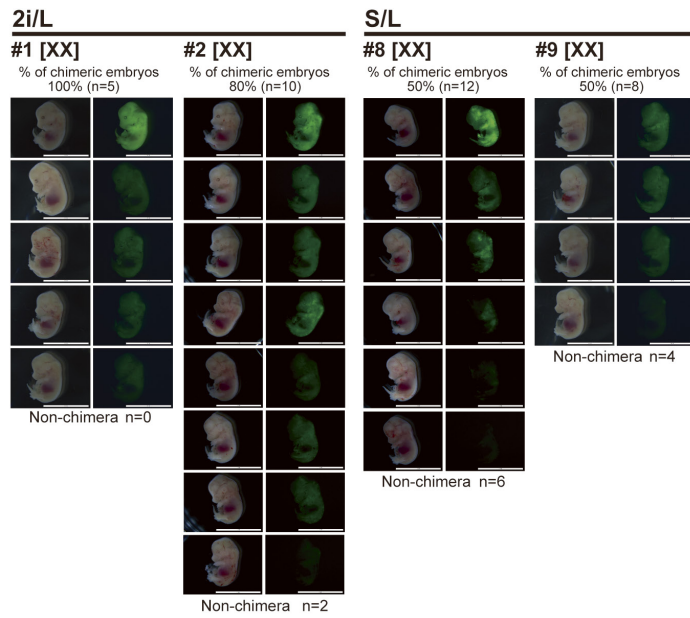 2i/L
S/L
#1 [XX]
% of chimeric embryos
100% (n=5)
Non-chimera n=0
#2 [XX]
% of chimeric embryos
80% (n=10)
Non-chimera n=2
#8 [XX]
% of chimeric embryos
50% (n=12)
Non-chimera n=6
#9 [XX]
% of chimeric embryos
50% (n=8)
Non-chimera n=4